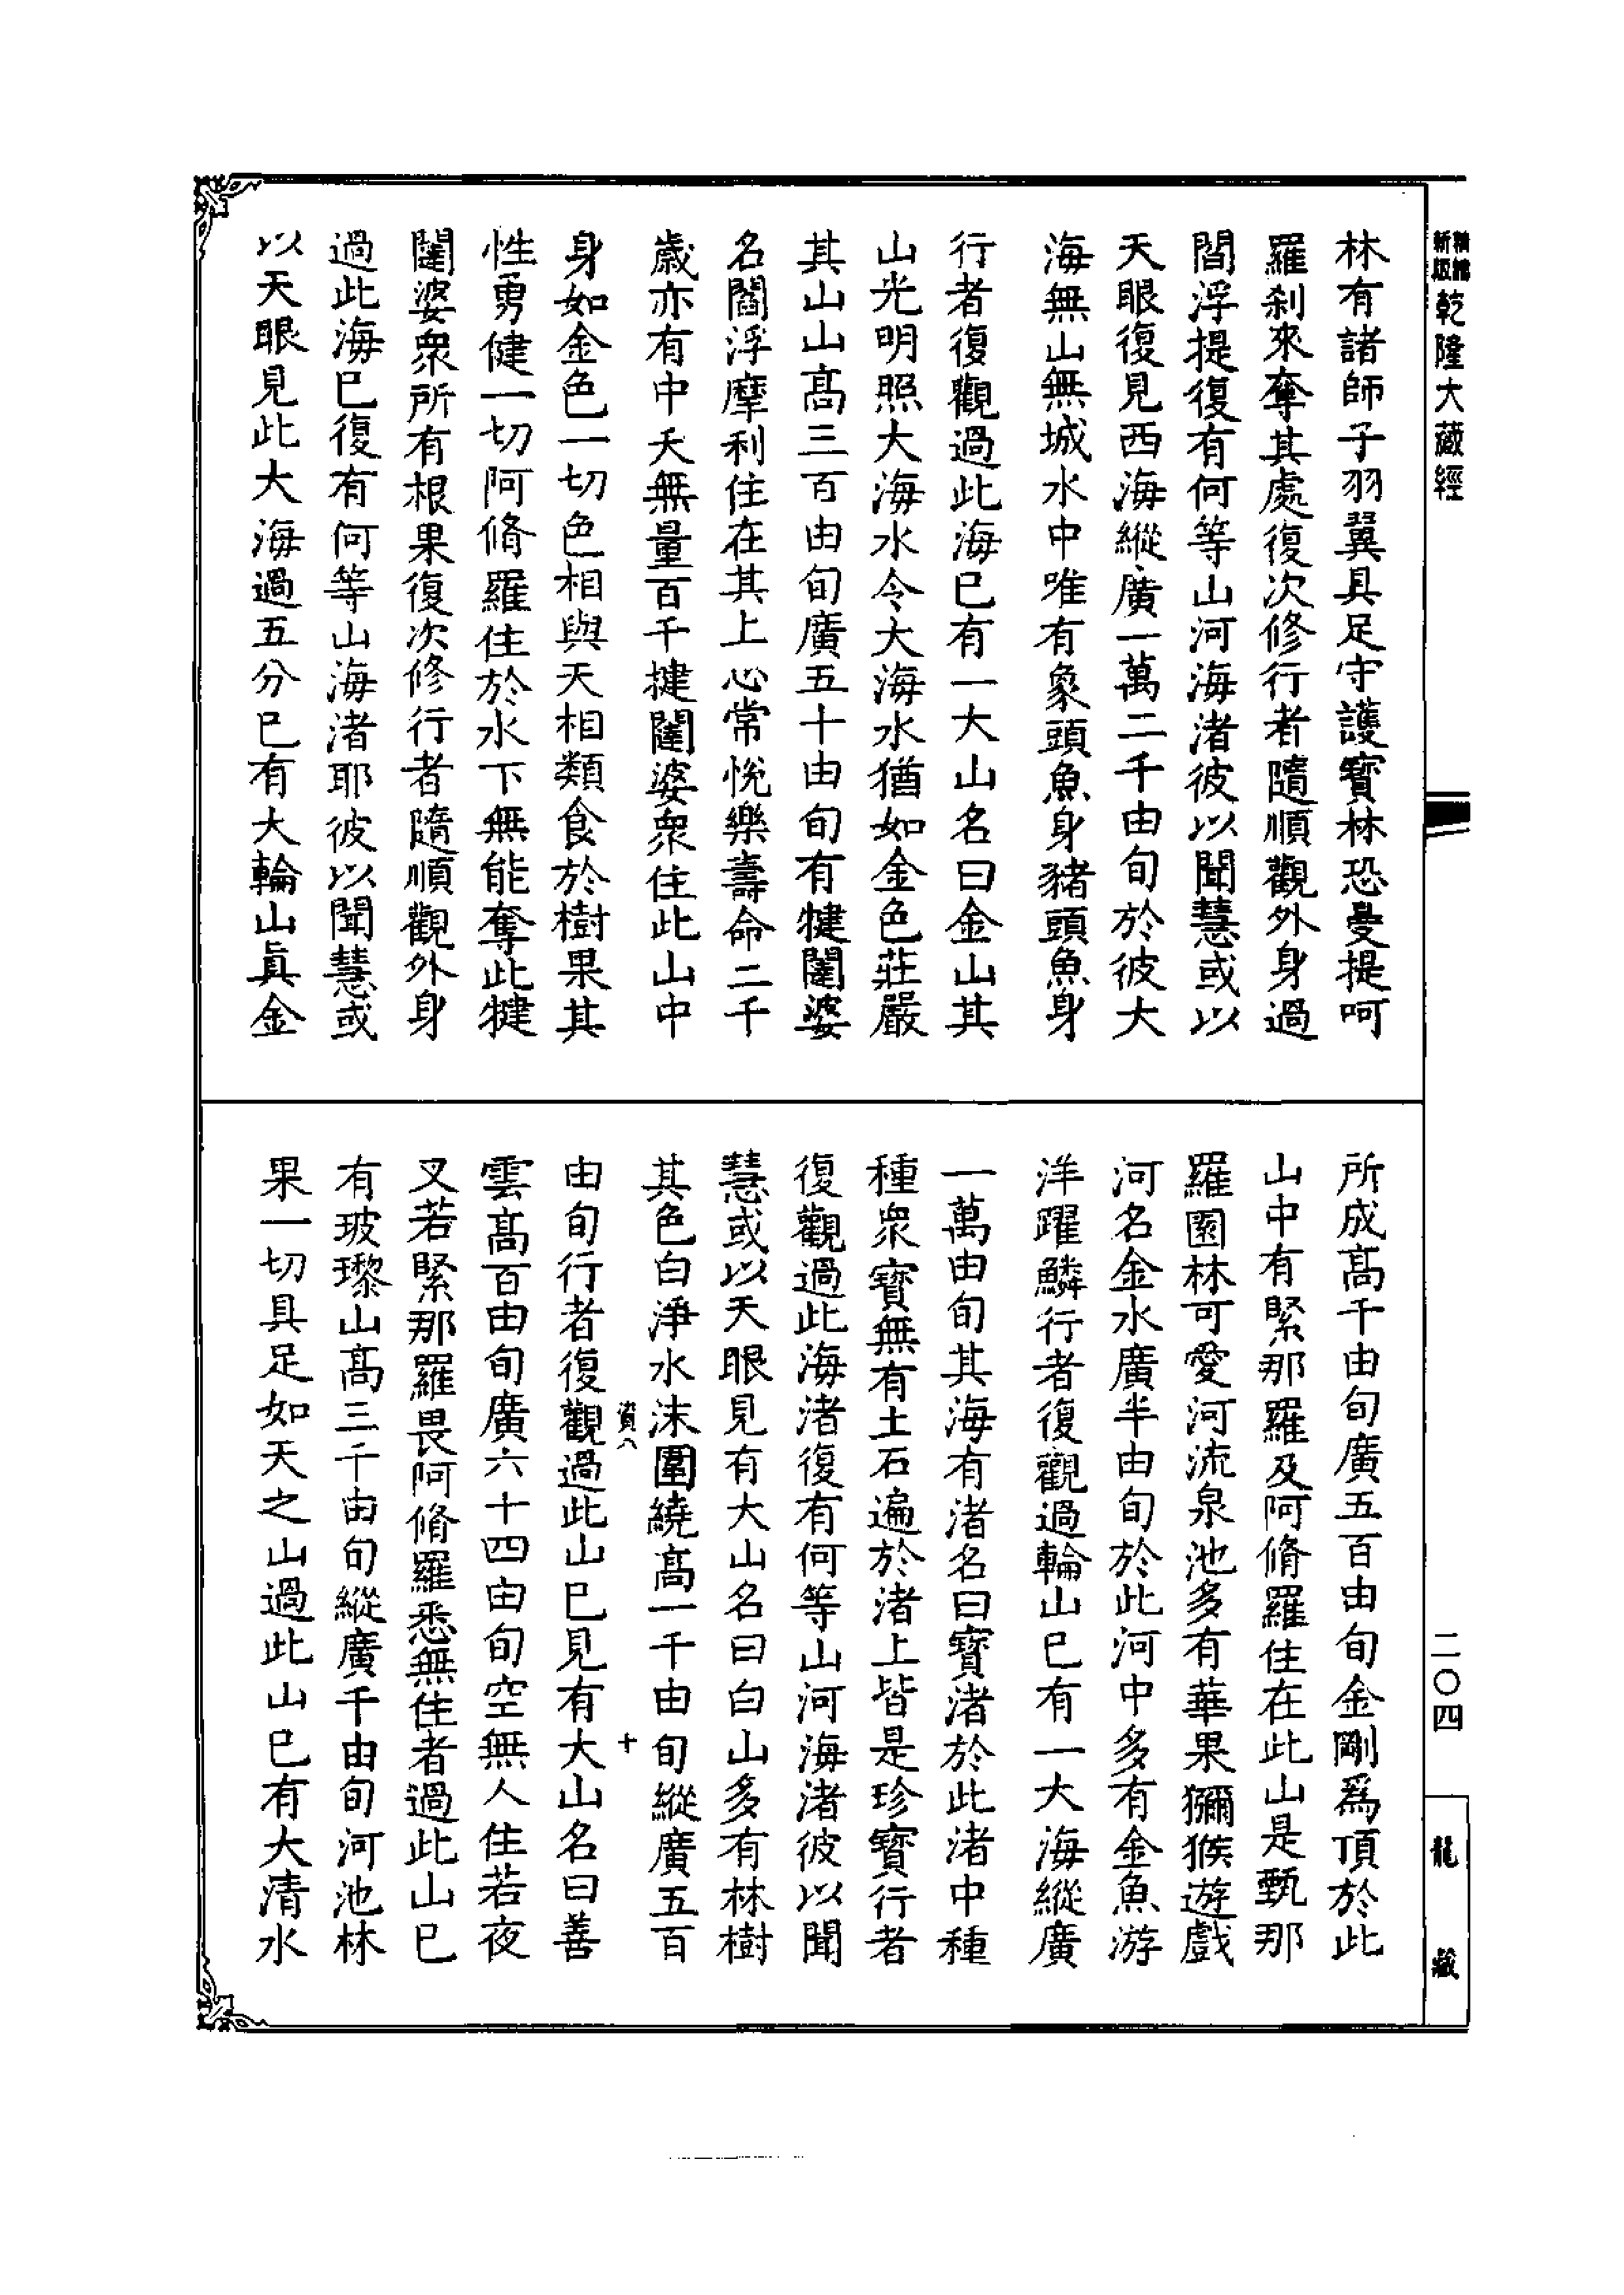 新版
精縮
乾隆大藏經
二〇四
龍藏
林有諸師子羽翼具足守護寳林恐曼提呵
羅刹來奪其處復次修行者隨順觀外身過
閻浮提復有何等山河海渚彼以聞慧或以
天眼復見西海縱廣一萬二千由旬於彼大
海無山無城水中唯有象頭魚身豬頭魚身
行者復觀過此海已有一大山名曰金山其
山光明照大海水令大海水猶如金色莊嚴
其山山髙三百由旬廣五十由旬有犍闥婆
名閻浮摩利住在其上心常悅樂壽命二千
歲亦有中夭無量百千揵闥婆衆住此山中
身如金色一切色相與天相類食於樹果其
性勇健一切阿脩羅住於水下無能奪此犍
闥婆衆所有根果復次修行者隨順觀外身
過此海已復有何等山海渚耶彼以聞慧或
以天眼見此大海過五分已有大輪山眞金
所成髙千由旬廣五百由旬金剛爲頂於此
山中有緊那羅及阿脩羅住在此山是甄那
羅園林可愛河流泉池多有華果獼猴遊戲
河名金水廣半由旬於此河中多有金魚游
洋躍鱗行者復觀過輪山已有一大海縱廣
一萬由旬其海有渚名曰寳渚於此渚中種
種衆寳無有土石遍於渚上皆是珍寳行者
復觀過此海渚復有何等山河海渚彼以聞
慧或以天眼見有大山名曰白山多有林樹
其色白淨水沫圍繞髙一千由旬縱廣五百
資八 十
由旬行者復觀過此山已見有大山名曰善
雲髙百由旬廣六十四由旬空無人住若夜
叉若緊那羅畏阿脩羅悉無住者過此山已
有玻瓈山髙三千由旬縱廣千由旬河池林
果一切具足如天之山過此山已有大清水